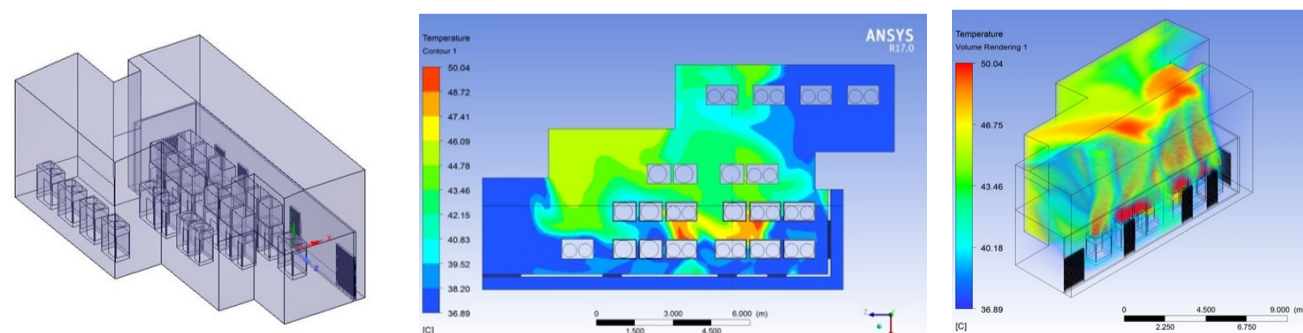 X
Z
Temperature
Contour 1
50.04
48.72
47.41
46.09
44.78
43.46
42.15
40.83
39.52
38.20
36.89
[C]
ANSYS
R17.0
0 3.000 6.000 (m)
1.500 4.500
Z
Temperature
Volume Rendering 1
50.04
46.75
43.46
40.18
36.89
[C]
0 4.500 9.000 (m)
2.250 6.750